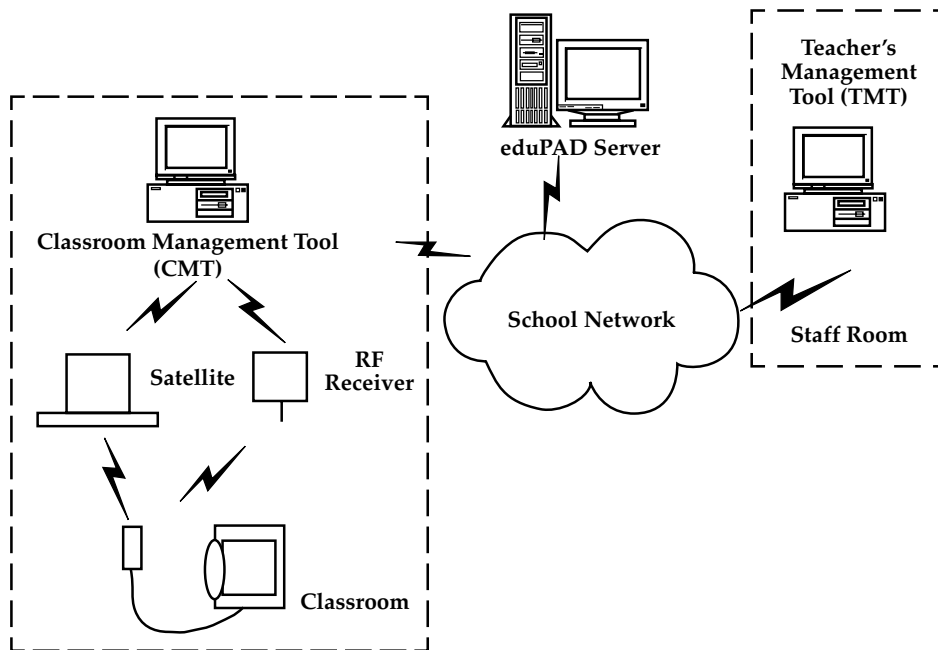 Teacher's
Management
Tool (TMT)
eduPAD Server
Classroom Management Tool
(CMT)
School Network
Staff Room
Satellite
RF
Receiver
Classroom